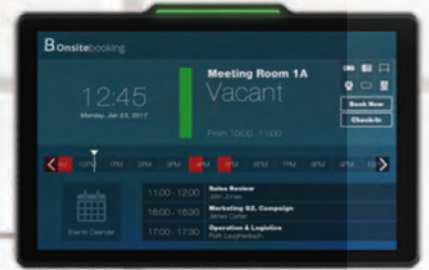 Onsitebooking
Meeting Room 1A
Vacant
12:45
Monday, Jan 23, 2017
Book Now
Check-In
From 10:00 - 11:00
12PM 1PM 2PM 3PM 4PM 5PM 6PM 7PM 8PM 9PM
11:00 - 12:00 Sales Review
John Jones
16:00 - 16:30 Marketing Q2. Campaign
James Carter
Events Calendar
17:00 - 17:30 Operation & Logistics
Ruth Laughterbach